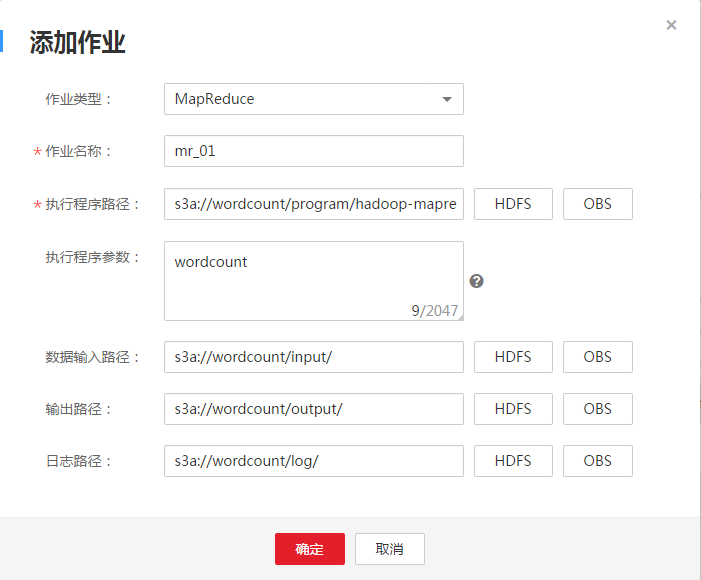 添加作业
作业类型： MapReduce
* 作业名称： mr_01
* 执行程序路径： s3a://wordcount/program/hadoop-mapre HDFS OBS
执行程序参数： wordcount
9/2047
数据输入路径： s3a://wordcount/input/ HDFS OBS
输出路径： s3a://wordcount/output/ HDFS OBS
日志路径： s3a://wordcount/log/ HDFS OBS
确定 取消